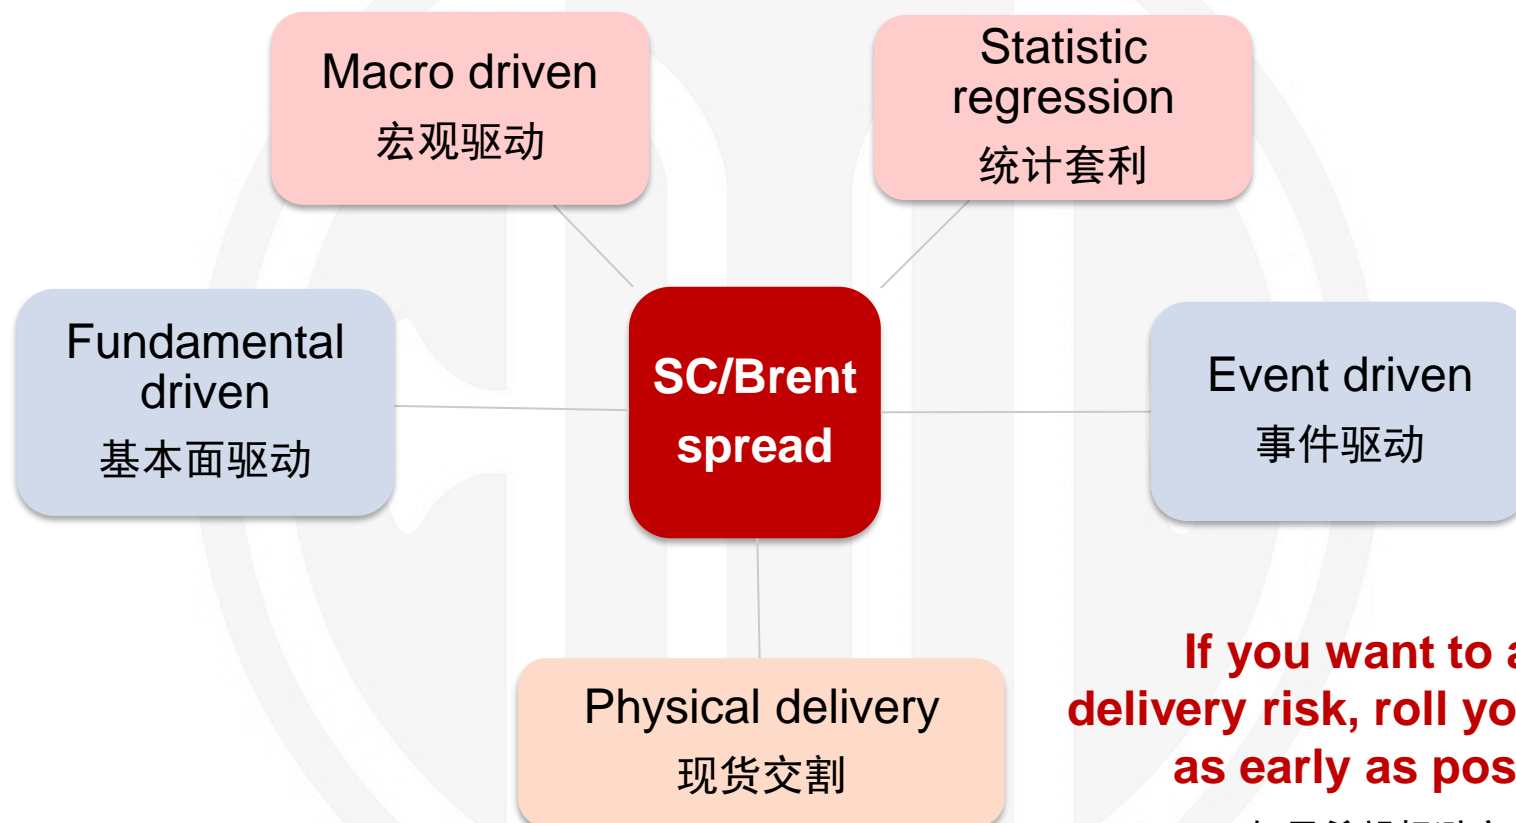 Macro driven
宏观驱动
Statistic
regression
统计套利
Fundamental
driven
基本面驱动
SC/Brent
spread
Event driven
事件驱动
Physical delivery
现货交割
If you want to
delivery risk, roll
as early as